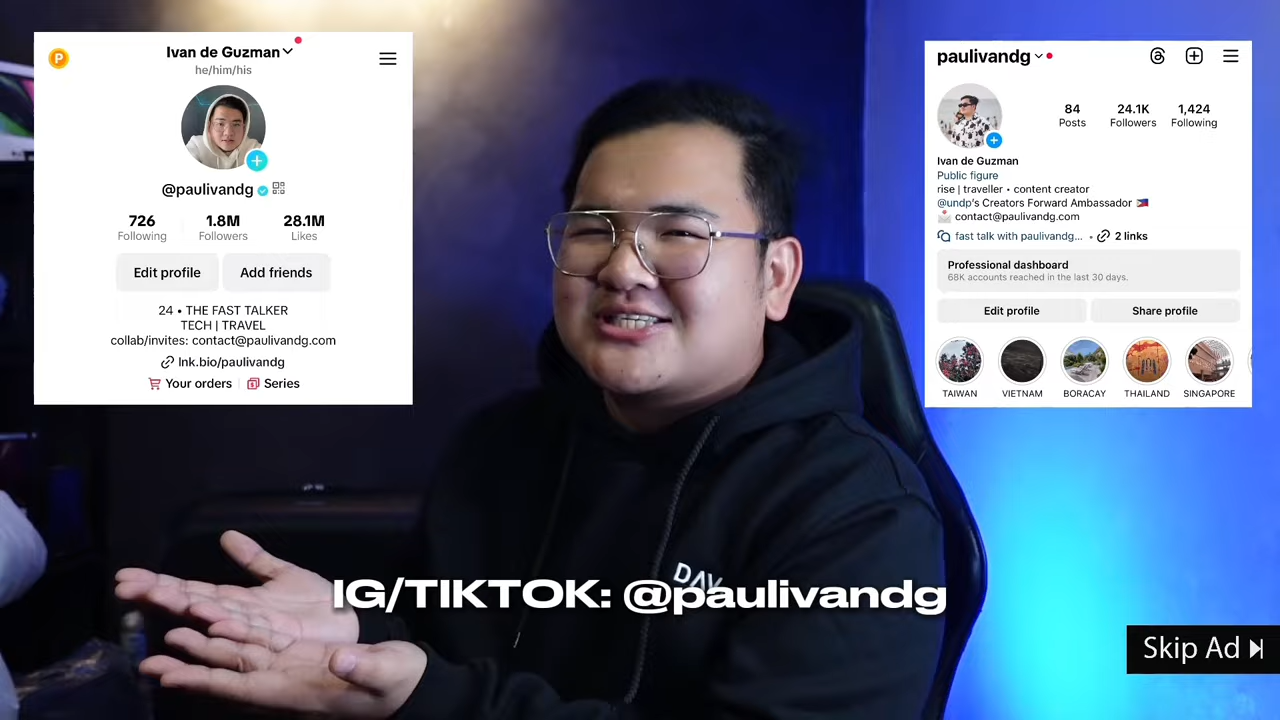 P
Ivan de Guzman
he/him/his
@paulivandg
726
Following
1.8M
Followers
28.1M
Likes
Edit profile
Add friends
24 • THE FAST TALKER
TECH | TRAVEL
collab/invites: contact@paulivandg.com
lnk.bio/paulivandg
Your orders
Series
paulivandg
84
Posts
24.1K
Followers
1,424
Following
Ivan de Guzman
Public figure
rise | traveller • content creator
@undp's Creators Forward Ambassador 🇵🇭
📩 contact@paulivandg.com
fast talk with paulivandg... • 2 links
Professional dashboard
68K accounts reached in the last 30 days.
Edit profile
Share profile
TAIWAN
VIETNAM
BORACAY
THAILAND
SINGAPORE
DAV
IG/TIKTOK: @paulivandg
Skip Ad